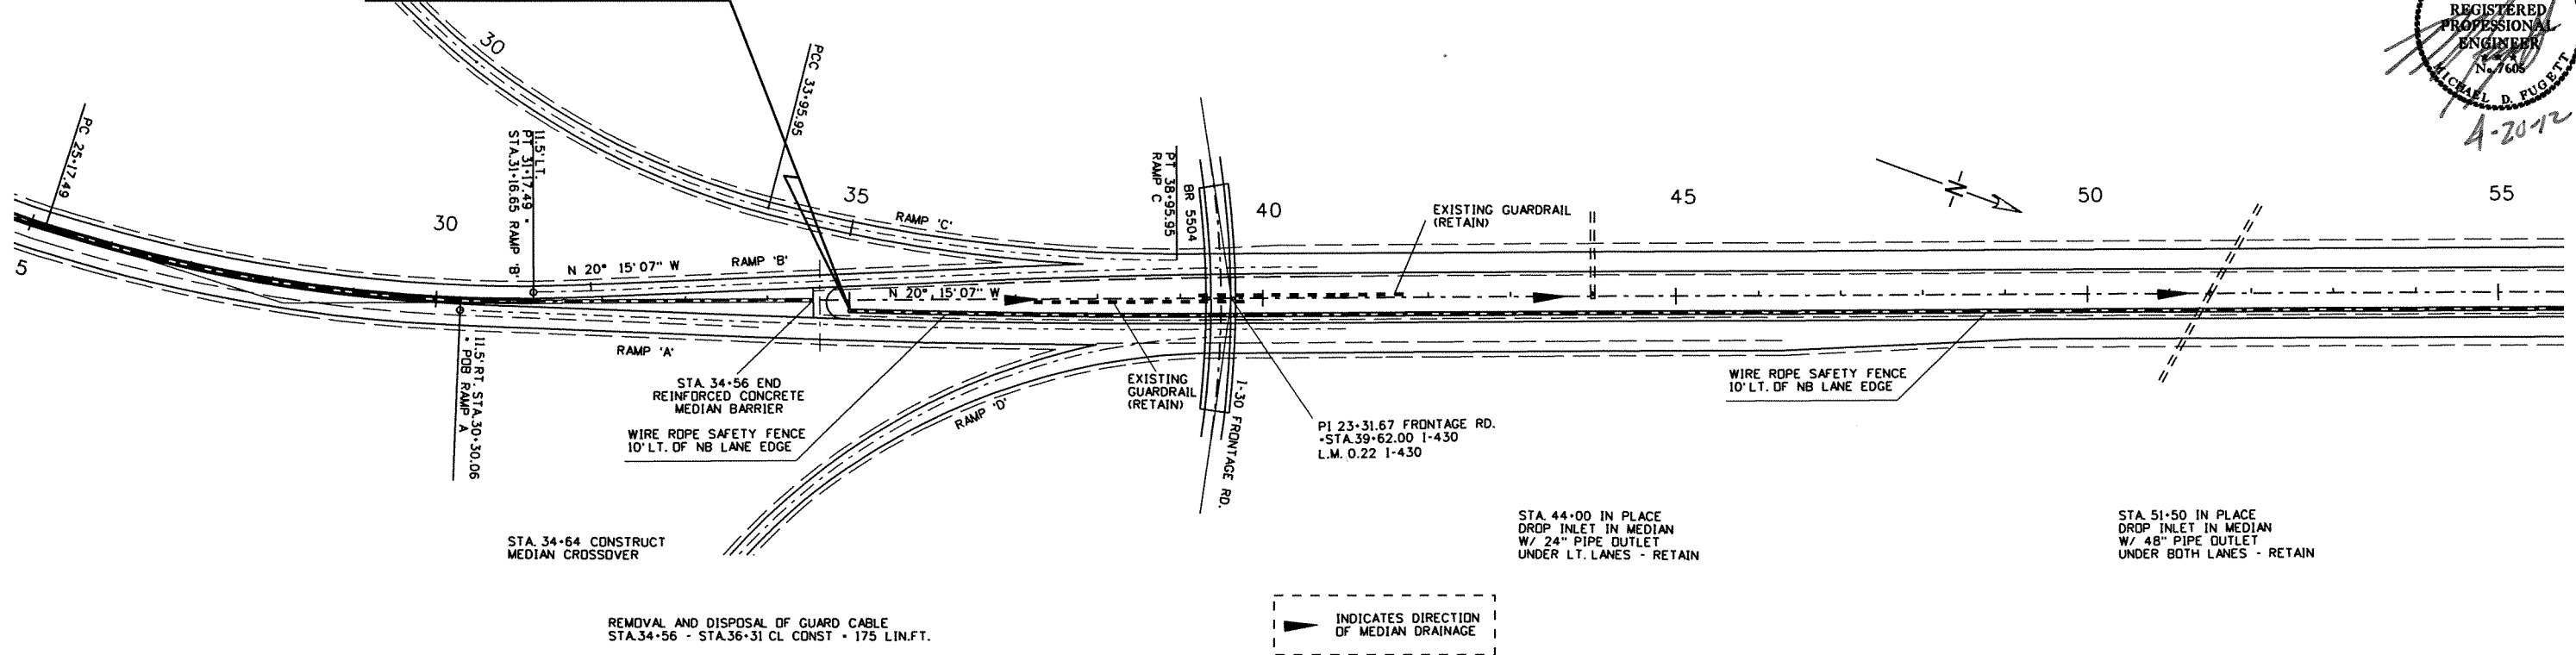 REGISTERED
PROFESSIONAL
ENGINEER
No. 7605
MICHAEL D. FUGETT
4-20-12
30
PCC 33+95.95
PC 25+17.49
11.5' LT.
PT 31+17.49 =
STA.31+16.65 RAMP 'B'
35
RAMP 'C'
PT 38+95.95
RAMP C
BR 5504
40
EXISTING GUARDRAIL
(RETAIN)
45
N
50
55
30
5
N 20° 15'07" W
RAMP 'B'
N 20° 15'07" W
RAMP 'A'
11.5' RT. STA.30+30.06
= POB RAMP A
STA. 34+56 END
REINFORCED CONCRETE
MEDIAN BARRIER
WIRE ROPE SAFETY FENCE
10' LT. OF NB LANE EDGE
EXISTING
GUARDRAIL
(RETAIN)
RAMP 'D'
I-30 FRONTAGE RD.
PI 23+31.67 FRONTAGE RD.
=STA.39+62.00 I-430
L.M. 0.22 I-430
WIRE ROPE SAFETY FENCE
10' LT. OF NB LANE EDGE
STA. 34+64 CONSTRUCT
MEDIAN CROSSOVER
STA. 44+00 IN PLACE
DROP INLET IN MEDIAN
W/ 24" PIPE OUTLET
UNDER LT. LANES - RETAIN
STA. 51+50 IN PLACE
DROP INLET IN MEDIAN
W/ 48" PIPE OUTLET
UNDER BOTH LANES - RETAIN
REMOVAL AND DISPOSAL OF GUARD CABLE
STA.34+56 - STA.36+31 CL CONST = 175 LIN.FT.
INDICATES DIRECTION
OF MEDIAN DRAINAGE